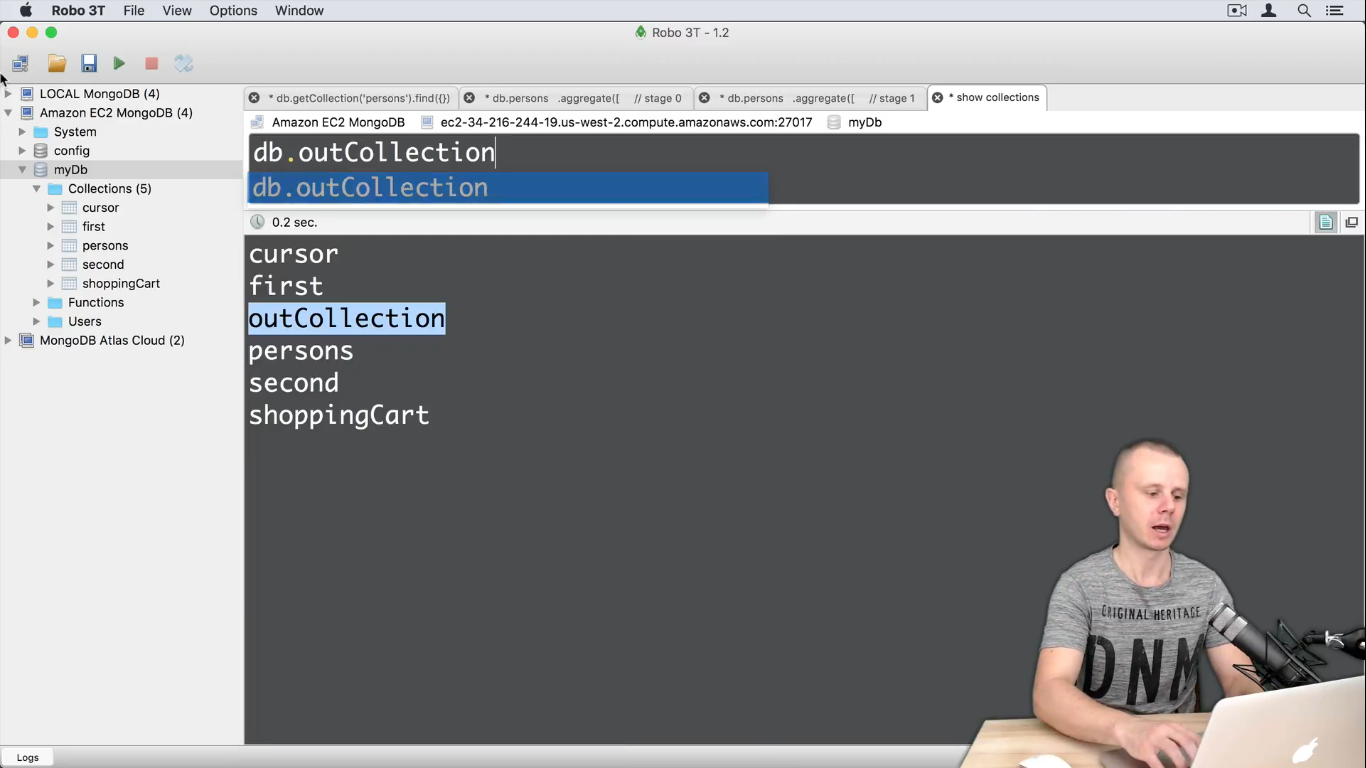 Robo 3T File View Options Window
Robo 3T - 1.2
LOCAL MongoDB (4)
Amazon EC2 MongoDB (4)
System
config
myDb
Collections (5)
cursor
first
persons
second
shoppingCart
Functions
Users
MongoDB Atlas Cloud (2)
* db.getCollection('persons').find({}) * db.persons .aggregate([ // stage 0 * db.persons .aggregate([ // stage 1 * show collections
Amazon EC2 MongoDB ec2-34-216-244-19.us-west-2.compute.amazonaws.com:27017 myDb
db.outCollection
db.outCollection
0.2 sec.
cursor
first
outCollection
persons
second
shoppingCart
ORIGINAL HERITAGE
DNM
Logs